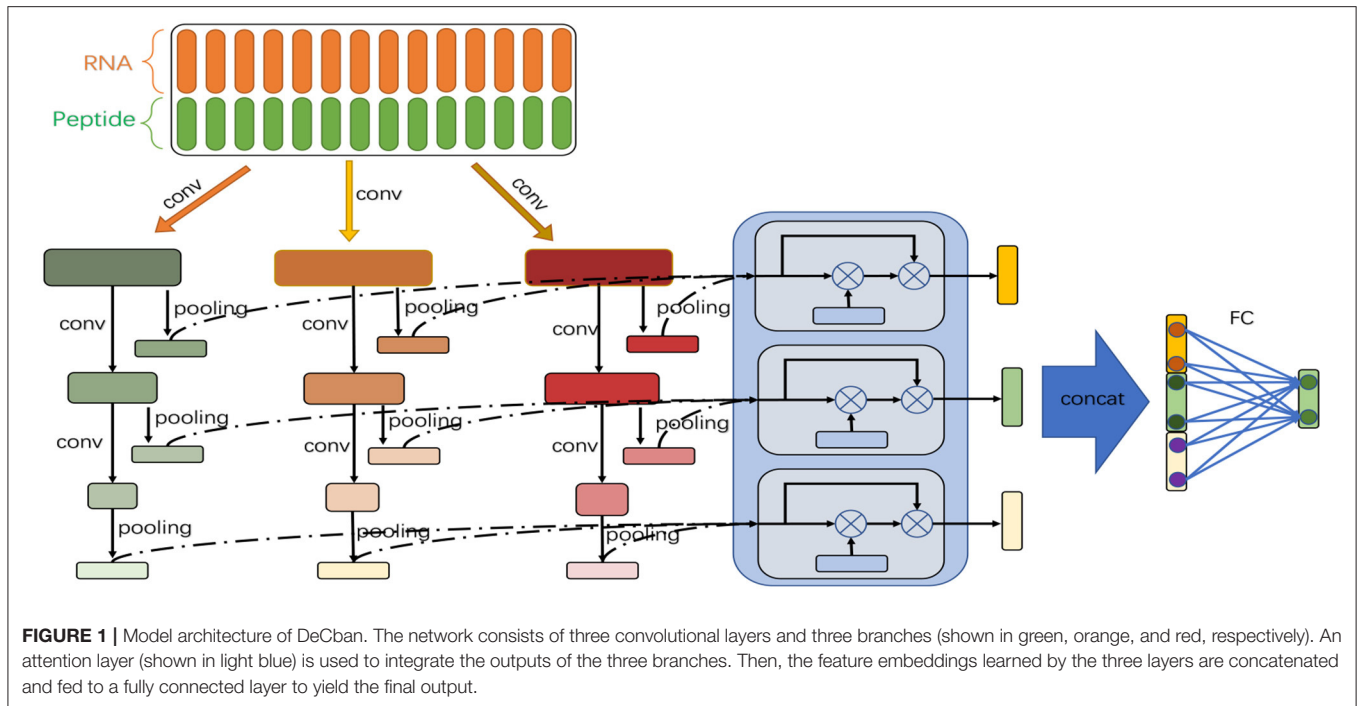 RNA
Peptide
conv
conv
conv
pooling
pooling
pooling
conv
conv
conv
FC
concat
pooling
pooling
pooling
conv
conv
conv
pooling
pooling
pooling
FIGURE 1 | Model architecture of DeCban. The network consists of three convolutional layers and three branches (shown in green, orange, and red, respectively). An
attention layer (shown in light blue) is used to integrate the outputs of the three branches. Then, the feature embeddings learned by the three layers are concatenated
and fed to a fully connected layer to yield the final output.